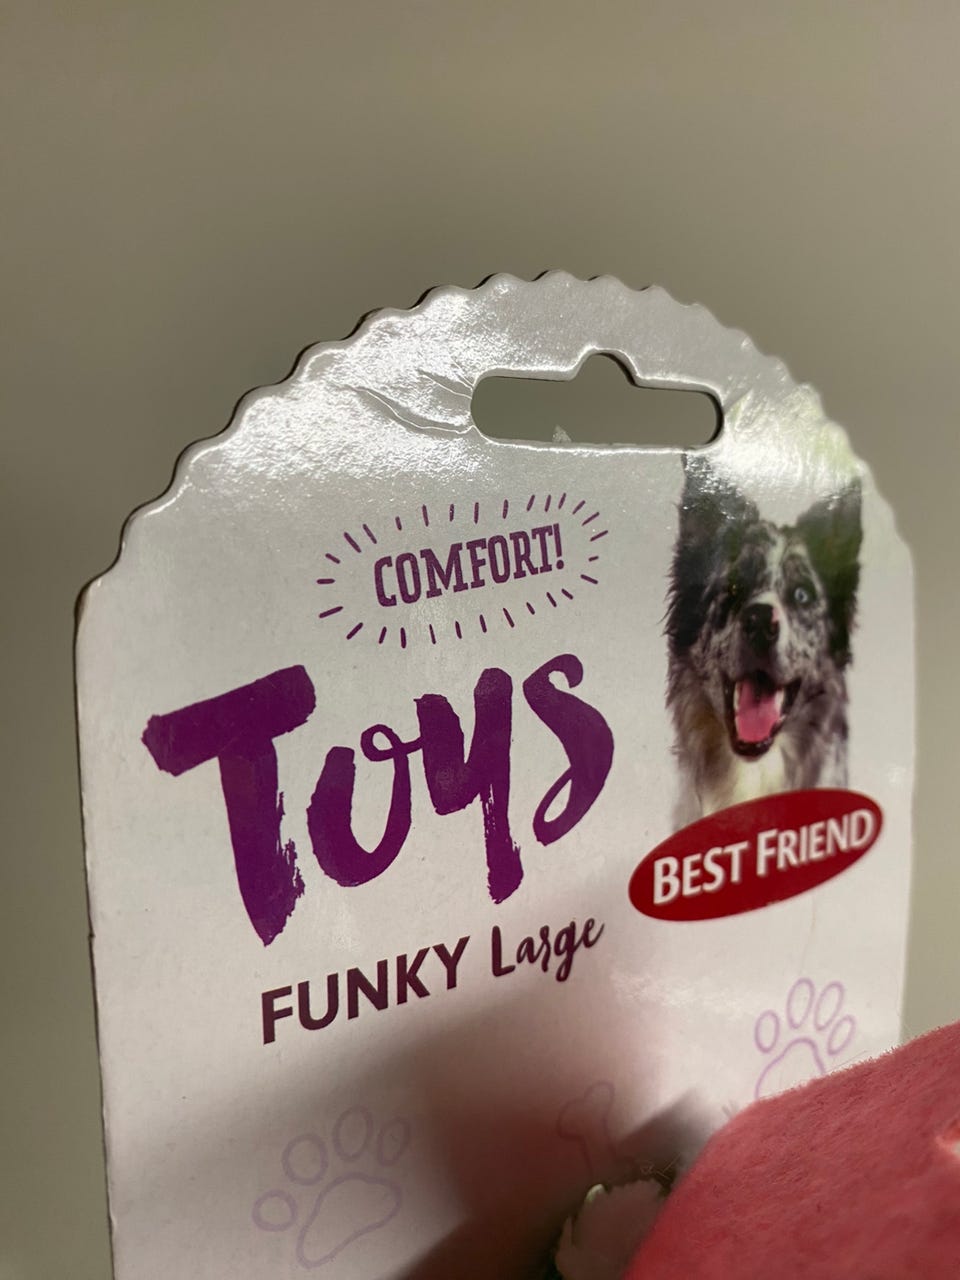 COMFORT!
Toys
BEST FRIEND
FUNKY Large